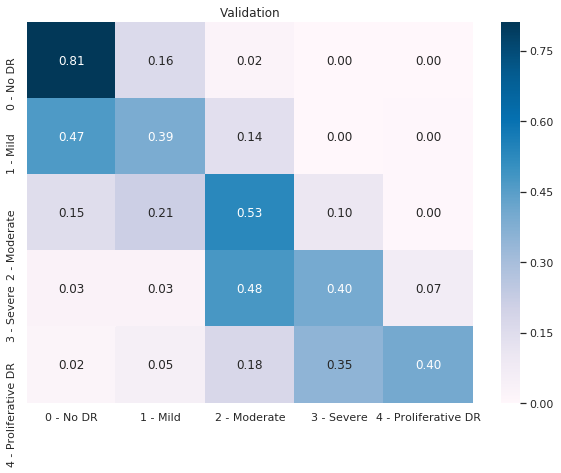 Validation
0 - No DR
0.81 0.16 0.02 0.00 0.00
1 - Mild
0.47 0.39 0.14 0.00 0.00
2 - Moderate
0.15 0.21 0.53 0.10 0.00
3 - Severe
0.03 0.03 0.48 0.40 0.07
4 - Proliferative DR
0.02 0.05 0.18 0.35 0.40
0 - No DR 1 - Mild 2 - Moderate 3 - Severe 4 - Proliferative DR
0.75
0.60
0.45
0.30
0.15
0.00